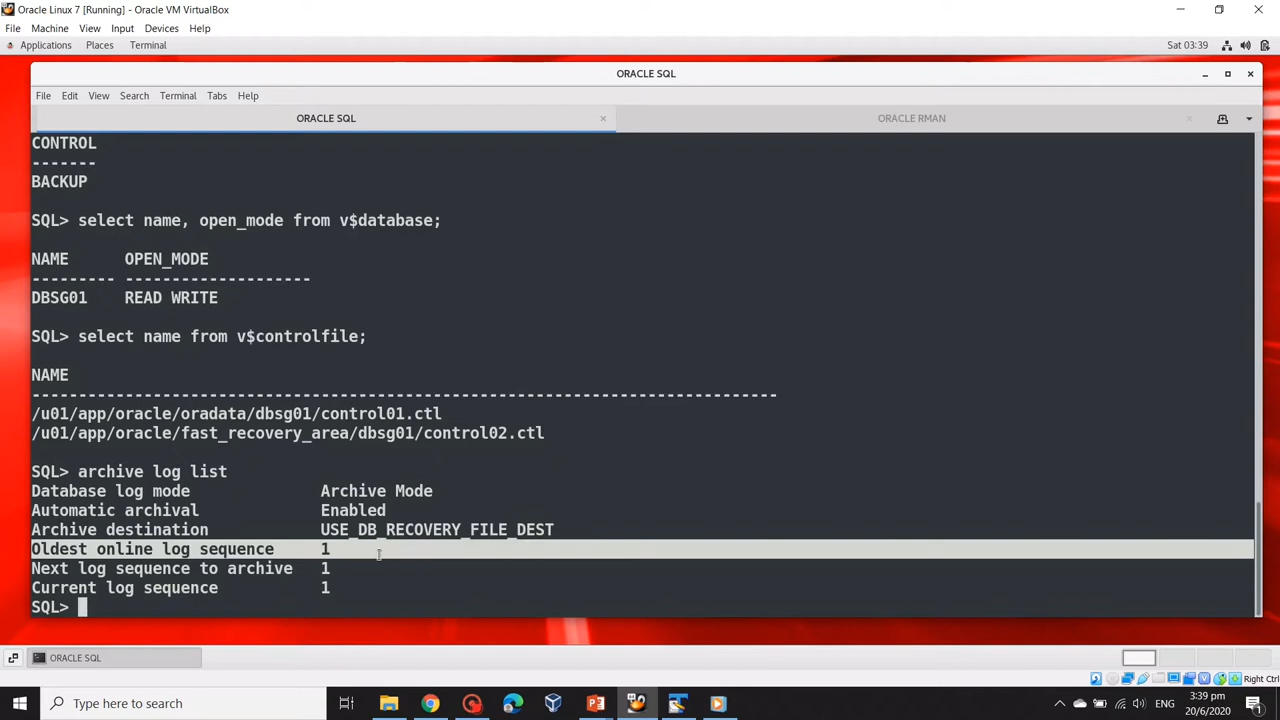 Oracle Linux 7 [Running] - Oracle VM VirtualBox
File Machine View Input Devices Help
Applications Places Terminal Sat 03:39
ORACLE SQL
File Edit View Search Terminal Tabs Help
ORACLE SQL ORACLE RMAN
CONTROL
-------
BACKUP
SQL> select name, open_mode from v$database;
NAME OPEN_MODE
--------- --------------------
DBSG01 READ WRITE
SQL> select name from v$controlfile;
NAME
--------------------------------------------------------------------------------
/u01/app/oracle/oradata/dbsg01/control01.ctl
/u01/app/oracle/fast_recovery_area/dbsg01/control02.ctl
SQL> archive log list
Database log mode Archive Mode
Automatic archival Enabled
Archive destination USE_DB_RECOVERY_FILE_DEST
Oldest online log sequence 1
Next log sequence to archive 1
Current log sequence 1
SQL>
ORACLE SQL
Right Ctrl
Type here to search
ENG
3:39 pm
20/6/2020
1